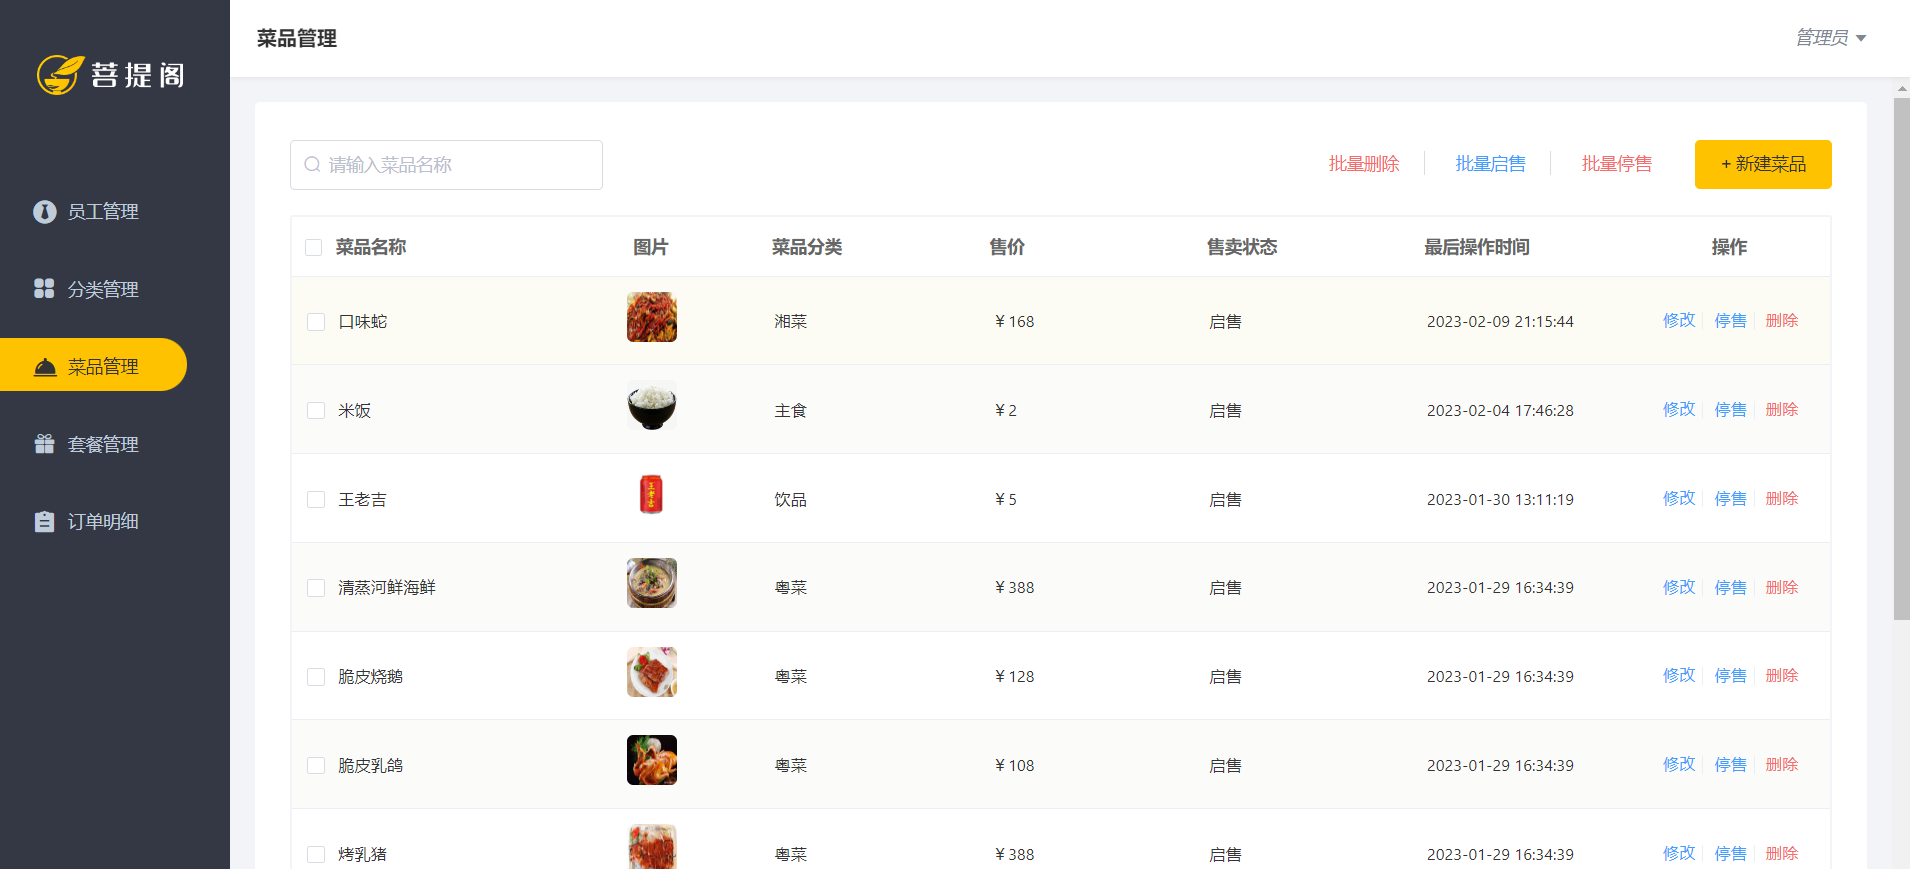 菩提阁
员工管理
分类管理
菜品管理
套餐管理
订单明细
菜品管理
管理员
请输入菜品名称
批量删除 批量启售 批量停售 + 新建菜品
菜品名称 图片 菜品分类 售价 售卖状态 最后操作时间 操作
口味蛇 湘菜 ￥168 启售 2023-02-09 21:15:44 修改 停售 删除
米饭 主食 ￥2 启售 2023-02-04 17:46:28 修改 停售 删除
王老吉 王老吉 饮品 ￥5 启售 2023-01-30 13:11:19 修改 停售 删除
清蒸河鲜海鲜 粤菜 ￥388 启售 2023-01-29 16:34:39 修改 停售 删除
脆皮烧鹅 粤菜 ￥128 启售 2023-01-29 16:34:39 修改 停售 删除
脆皮乳鸽 粤菜 ￥108 启售 2023-01-29 16:34:39 修改 停售 删除
烤乳猪 粤菜 ￥388 启售 2023-01-29 16:34:39 修改 停售 删除